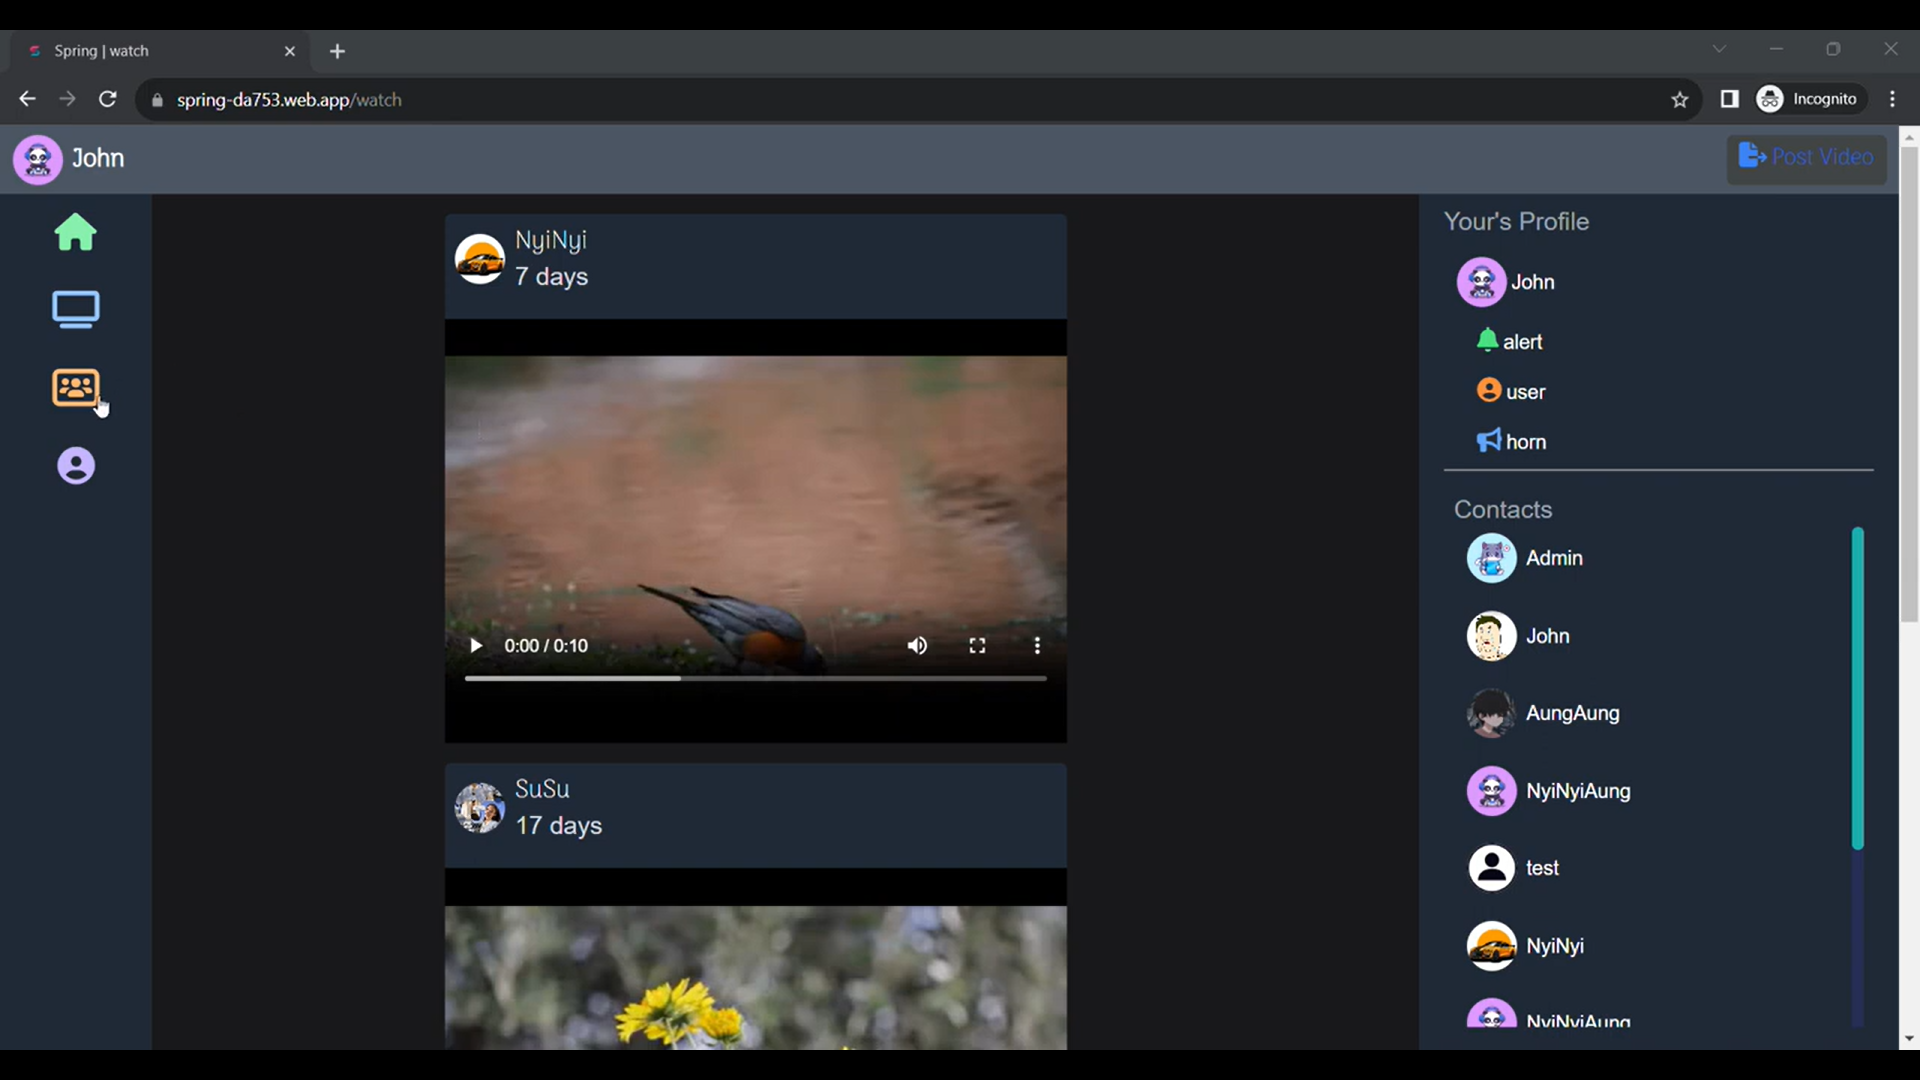 Spring | watch
spring-da753.web.app/watch
Incognito
John
Post Video
NyiNyi
7 days
0:00 / 0:10
SuSu
17 days
Your's Profile
John
alert
user
horn
Contacts
Admin
John
AungAung
NyiNyiAung
test
NyiNyi
NyiNyiAung